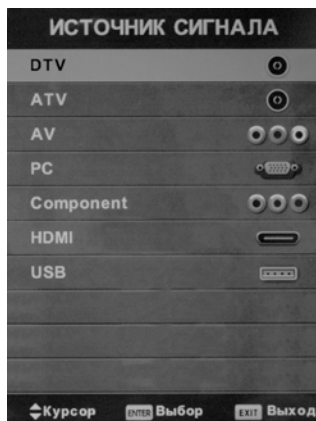 ИСТОЧНИК СИГНАЛА
DTV
ATV
AV
PC
Component
HDMI
USB
Курсор ENTER Выбор EXIT Выход